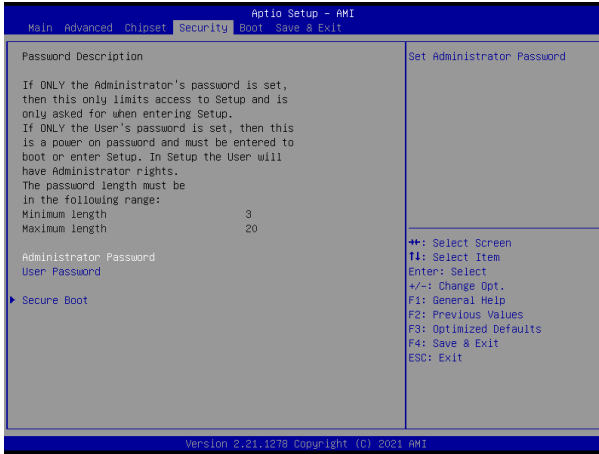 Aptio Setup – AMI
Main Advanced Chipset Security Boot Save & Exit
Password Description
If ONLY the Administrator's password is set,
then this only limits access to Setup and is
only asked for when entering Setup.
If ONLY the User's password is set, then this
is a power on password and must be entered to
boot or enter Setup. In Setup the User will
have Administrator rights.
The password length must be
in the following range:
Minimum length 3
Maximum length 20
Administrator Password
User Password
Secure Boot
Set Administrator Password
→←: Select Screen
↑↓: Select Item
Enter: Select
+/-: Change Opt.
F1: General Help
F2: Previous Values
F3: Optimized Defaults
F4: Save & Exit
ESC: Exit
Version 2.21.1278 Copyright (C) 2021 AMI